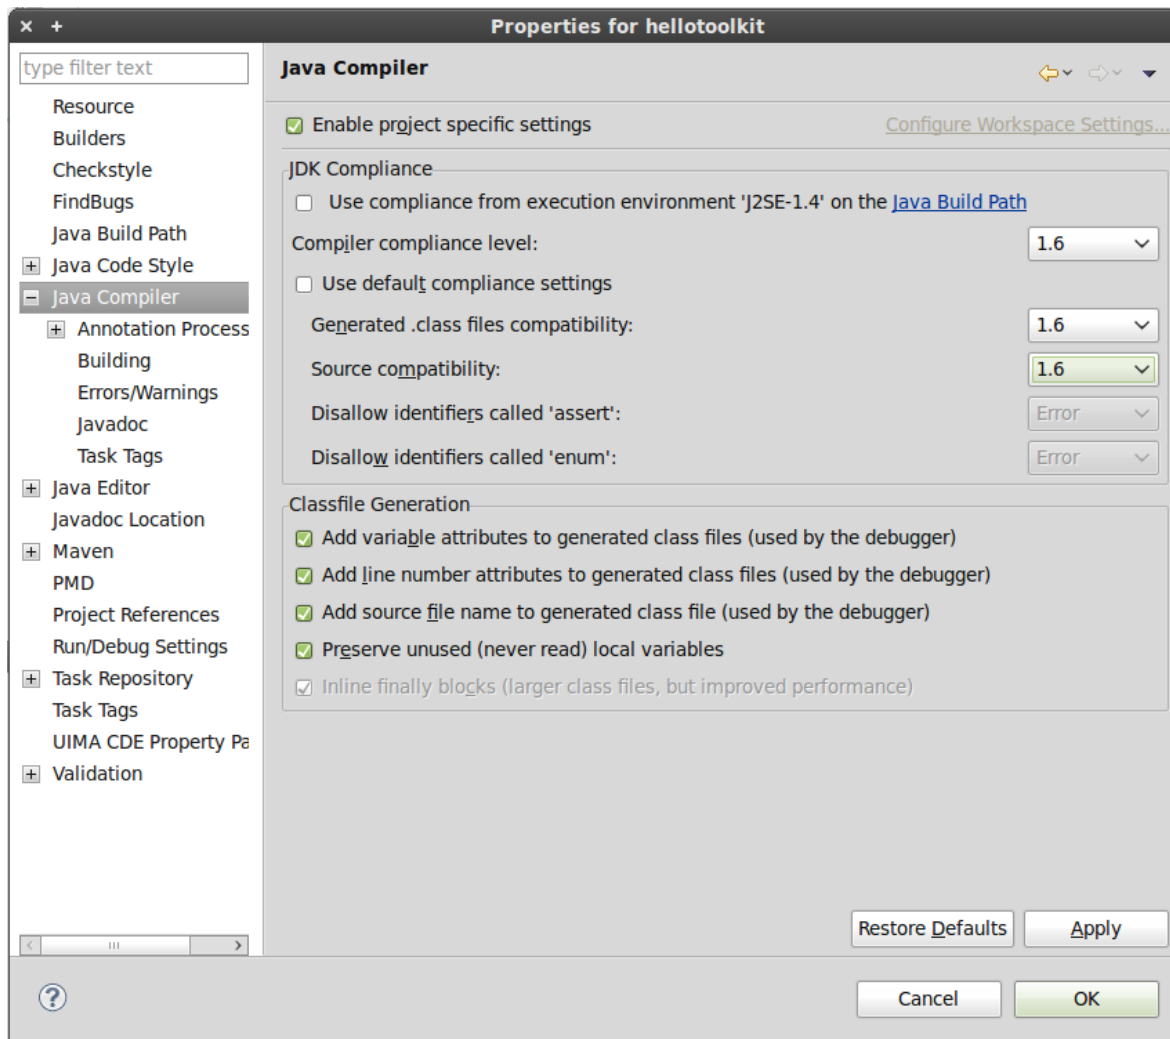 Properties for hellotoolkit
type filter text
Resource
Builders
Checkstyle
FindBugs
Java Build Path
Java Code Style
Java Compiler
Annotation Process
Building
Errors/Warnings
Javadoc
Task Tags
Java Editor
Javadoc Location
Maven
PMD
Project References
Run/Debug Settings
Task Repository
Task Tags
UIMA CDE Property Pa
Validation
Java Compiler
Enable project specific settings
Configure Workspace Settings...
JDK Compliance
Use compliance from execution environment 'J2SE-1.4' on the Java Build Path
Compiler compliance level: 1.6
Use default compliance settings
Generated .class files compatibility: 1.6
Source compatibility: 1.6
Disallow identifiers called 'assert': Error
Disallow identifiers called 'enum': Error
Classfile Generation
Add variable attributes to generated class files (used by the debugger)
Add line number attributes to generated class files (used by the debugger)
Add source file name to generated class file (used by the debugger)
Preserve unused (never read) local variables
Inline finally blocks (larger class files, but improved performance)
Restore Defaults Apply
Cancel OK